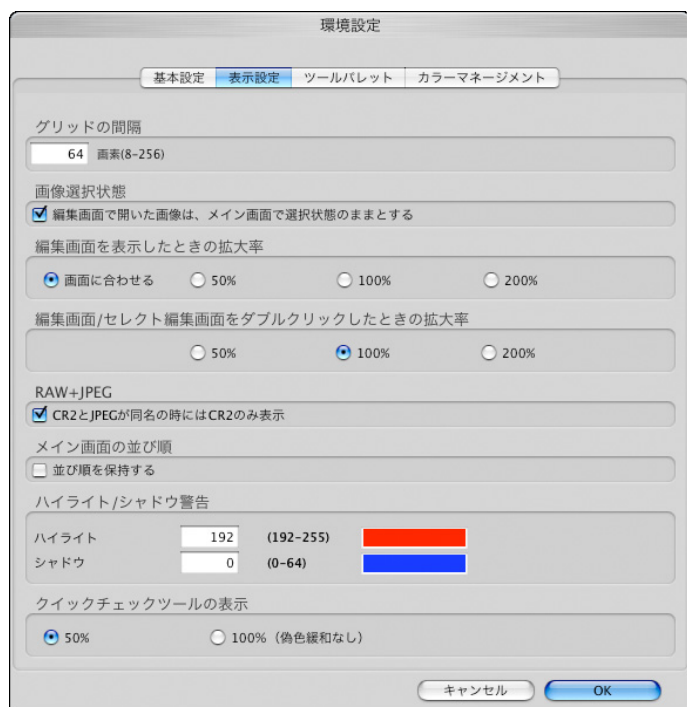 環境設定
基本設定 表示設定 ツールパレット カラーマネージメント
グリッドの間隔
64 画素(8-256)
画像選択状態
編集画面で開いた画像は、メイン画面で選択状態のままとする
編集画面を表示したときの拡大率
画面に合わせる 50% 100% 200%
編集画面/セレクト編集画面をダブルクリックしたときの拡大率
50% 100% 200%
RAW+JPEG
CR2とJPEGが同名の時にはCR2のみ表示
メイン画面の並び順
並び順を保持する
ハイライト/シャドウ警告
ハイライト 192 (192-255)
シャドウ 0 (0-64)
クイックチェックツールの表示
50% 100% (偽色緩和なし)
キャンセル OK